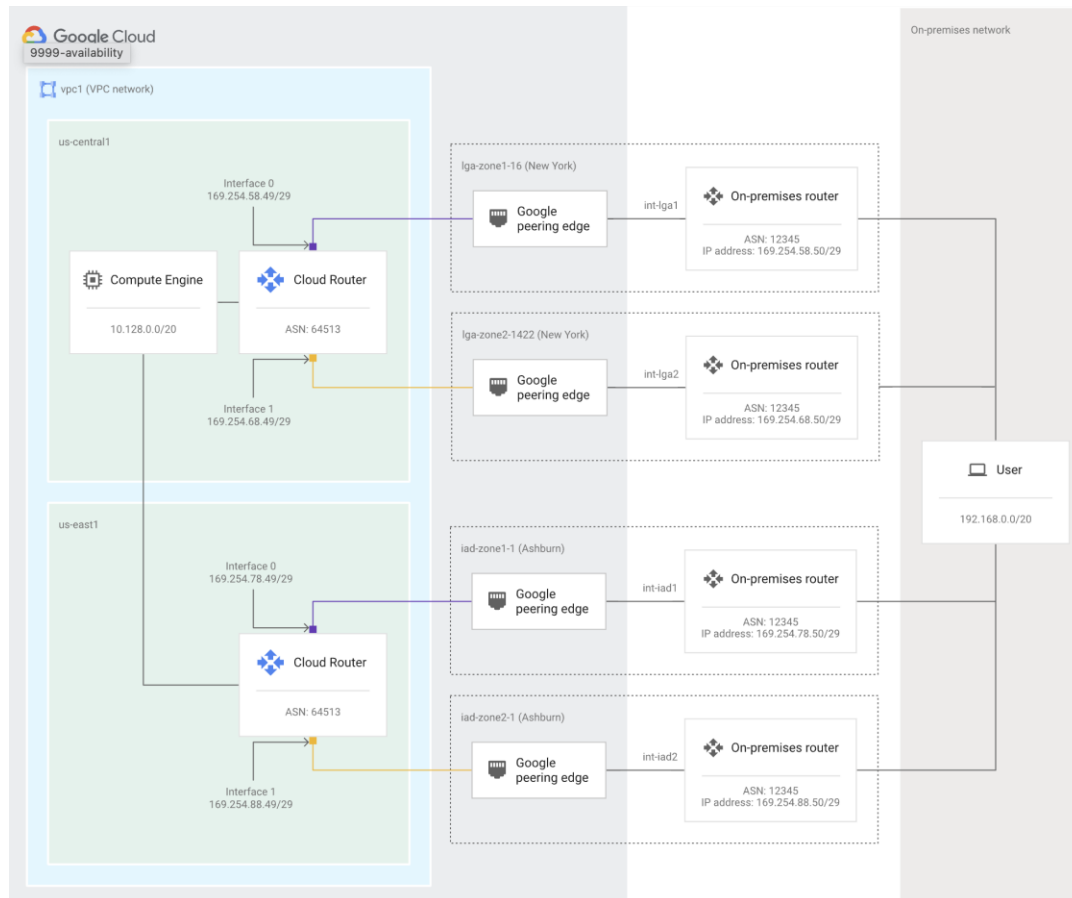 Google Cloud
9999-availability
On-premises network
vpc1 (VPC network)
us-central1
Interface 0
169.254.58.49/29
Compute Engine
10.128.0.0/20
Cloud Router
ASN: 64513
Interface 1
169.254.68.49/29
lga-zone1-16 (New York)
Google
peering edge
int-lga1
On-premises router
ASN: 12345
IP address: 169.254.58.50/29
lga-zone2-1422 (New York)
Google
peering edge
int-lga2
On-premises router
ASN: 12345
IP address: 169.254.68.50/29
User
192.168.0.0/20
us-east1
Interface 0
169.254.78.49/29
Cloud Router
ASN: 64513
Interface 1
169.254.88.49/29
iad-zone1-1 (Ashburn)
Google
peering edge
int-iad1
On-premises router
ASN: 12345
IP address: 169.254.78.50/29
iad-zone2-1 (Ashburn)
Google
peering edge
int-iad2
On-premises router
ASN: 12345
IP address: 169.254.88.50/29